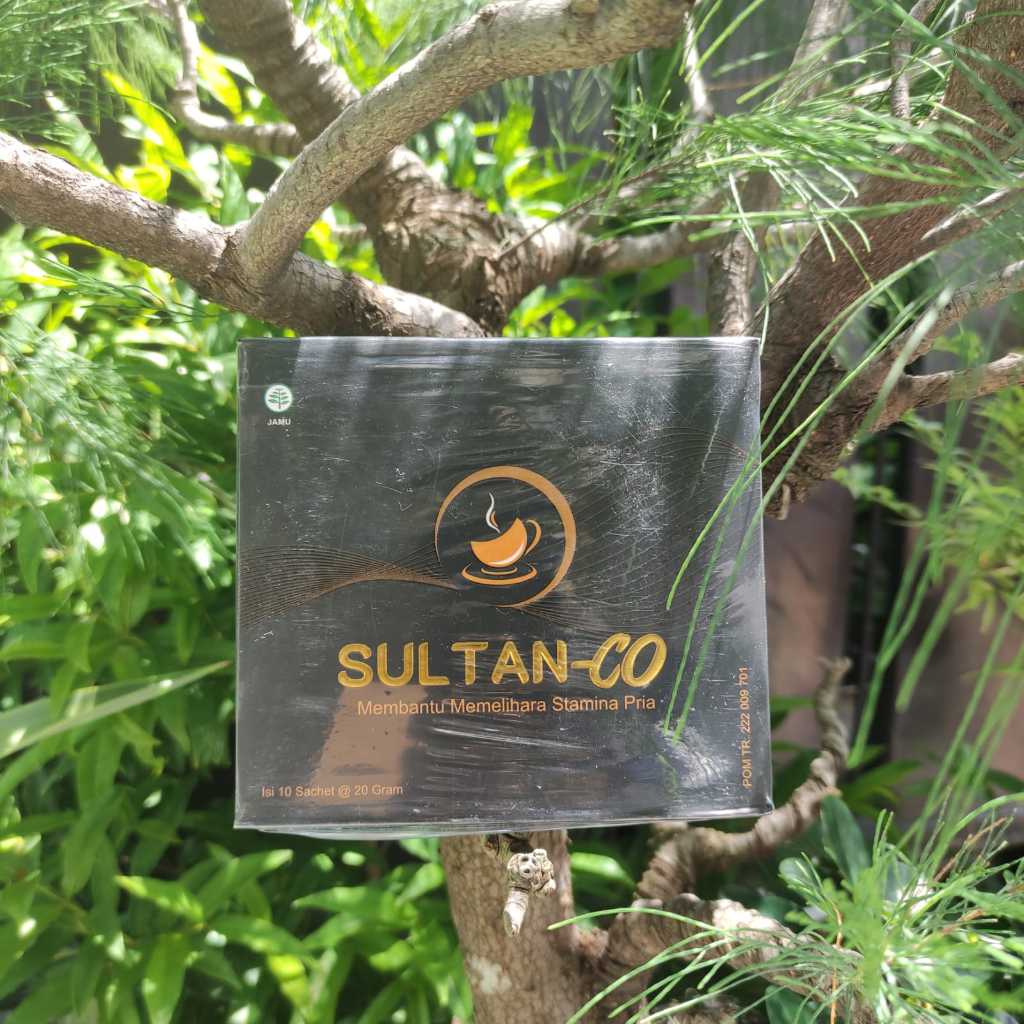 JAMU
SULTAN-CO
Membantu Memelihara Stamina Pria
Isi 10 Sachet @ 20 Gram
POM TR. 222 009 701